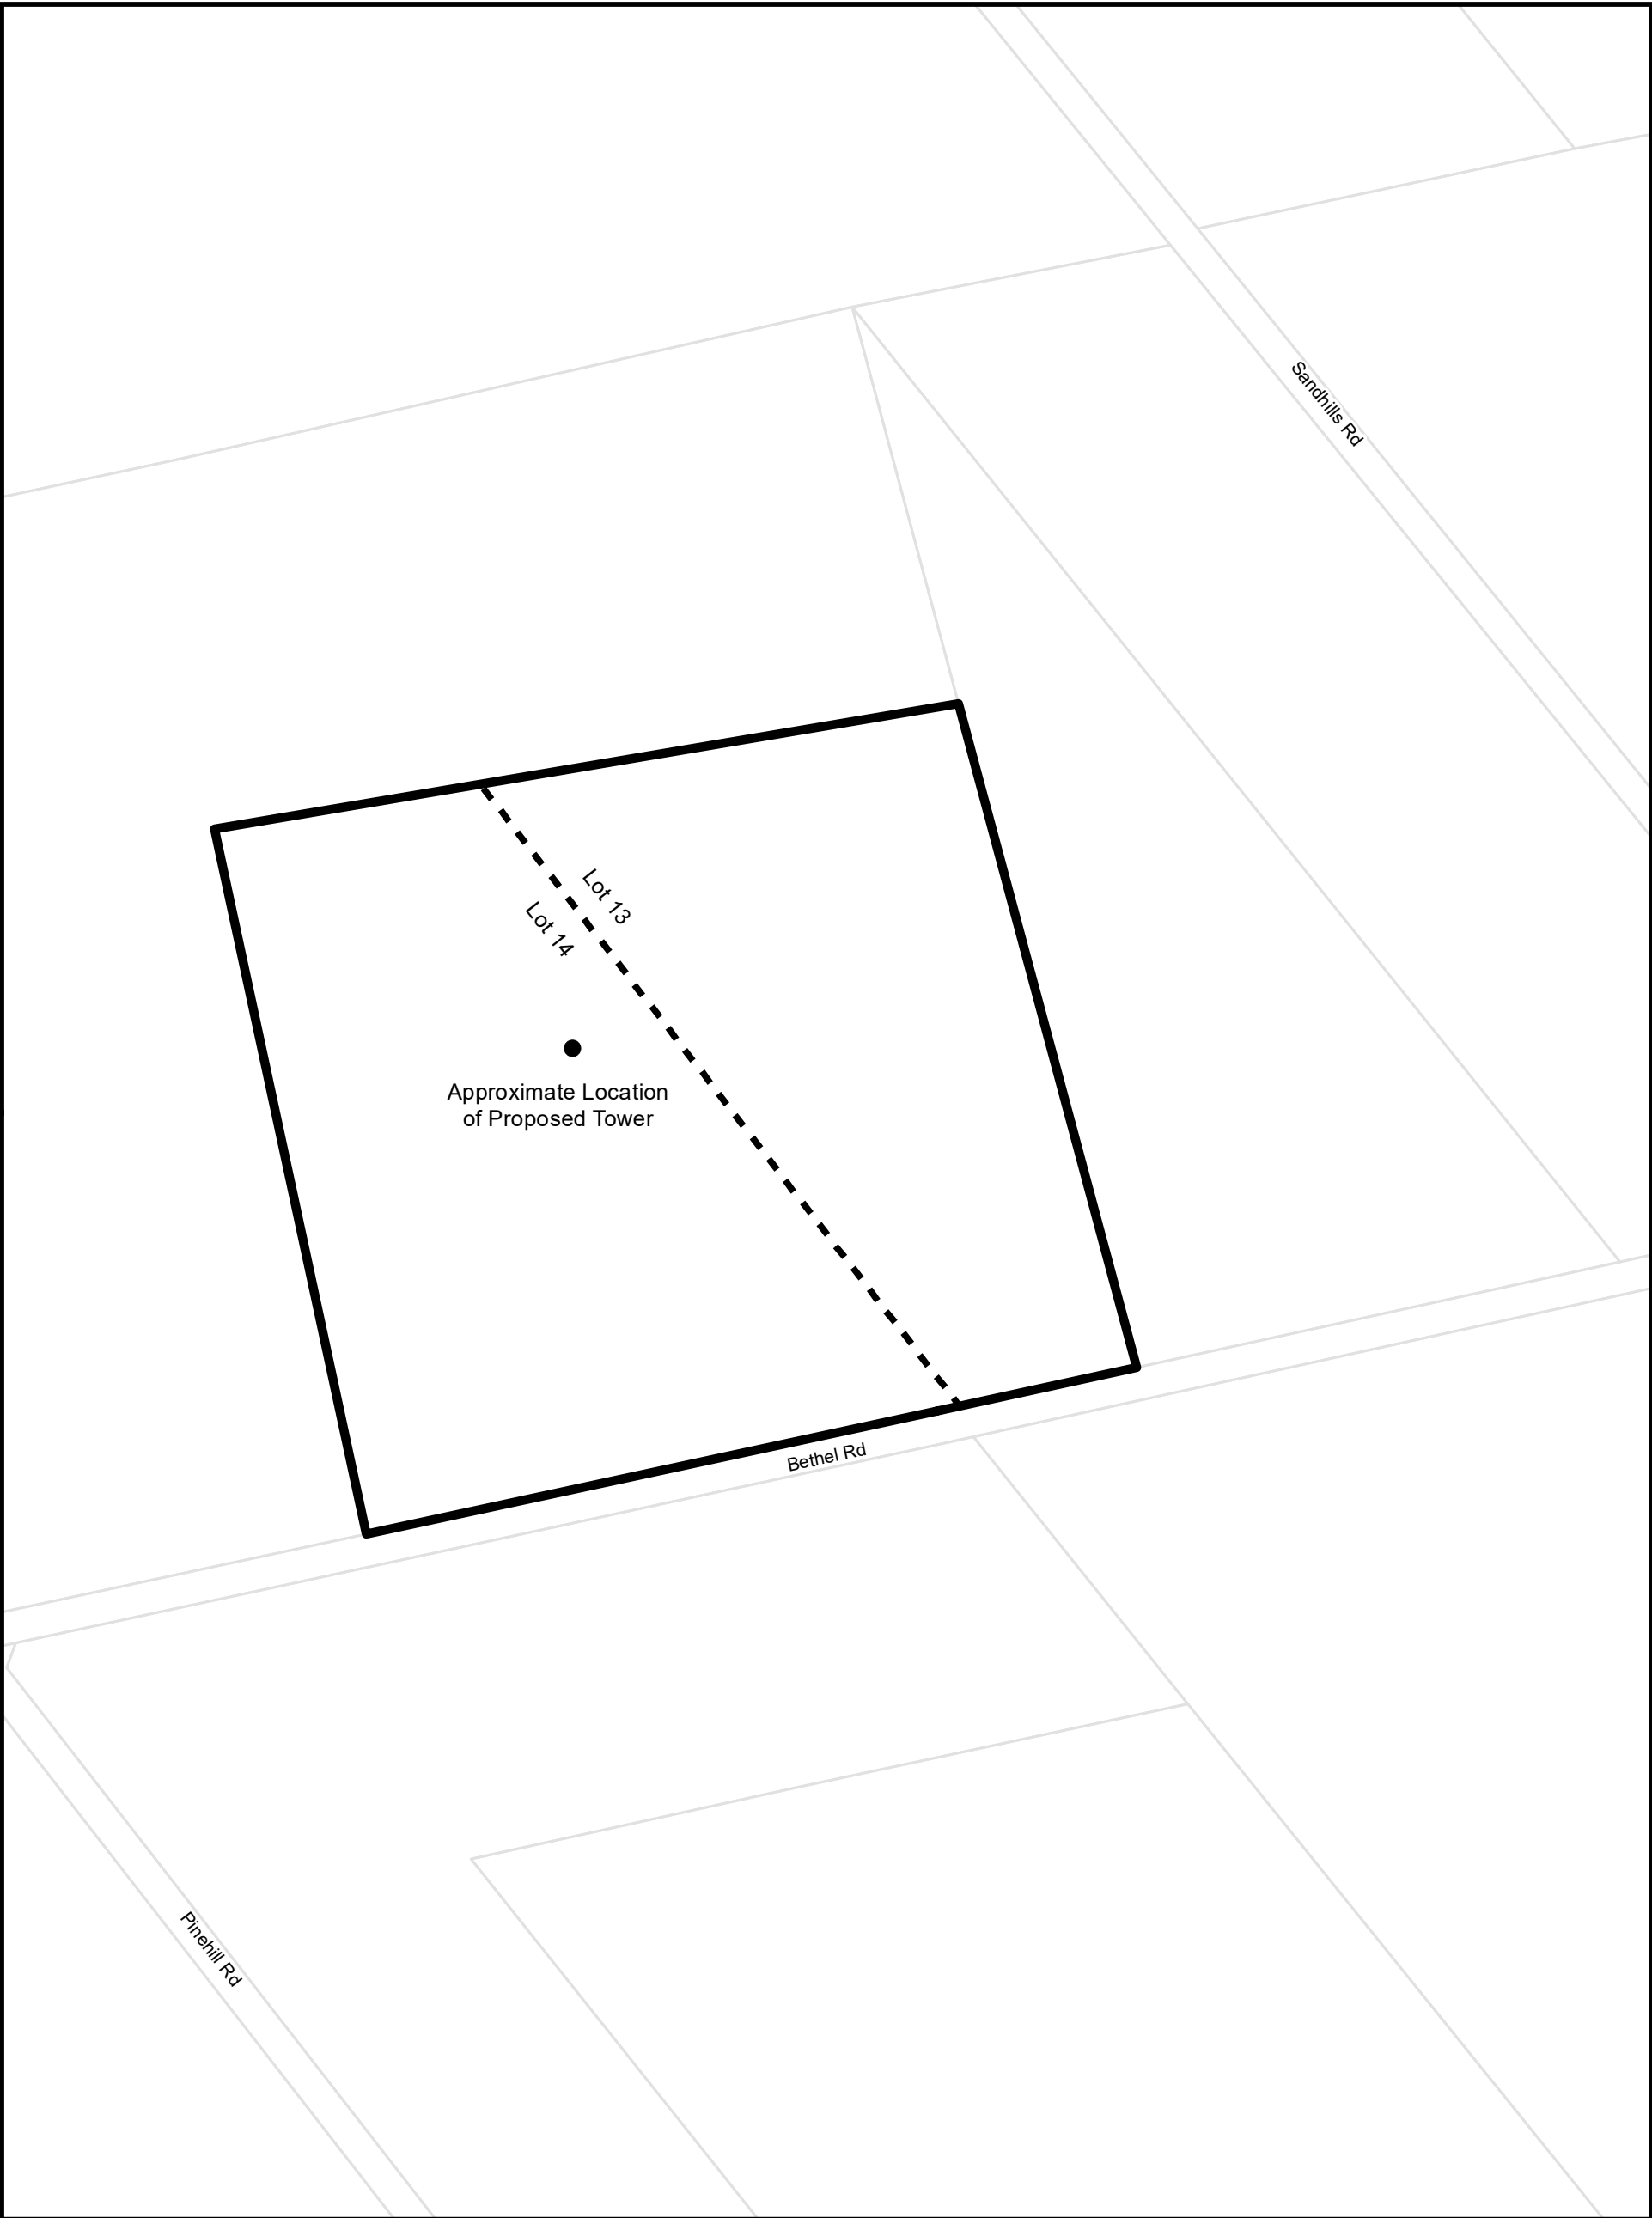 Sandhills Rd
Lot 13
Lot 14
Approximate Location
of Proposed Tower
Bethel Rd
Pinehill Rd